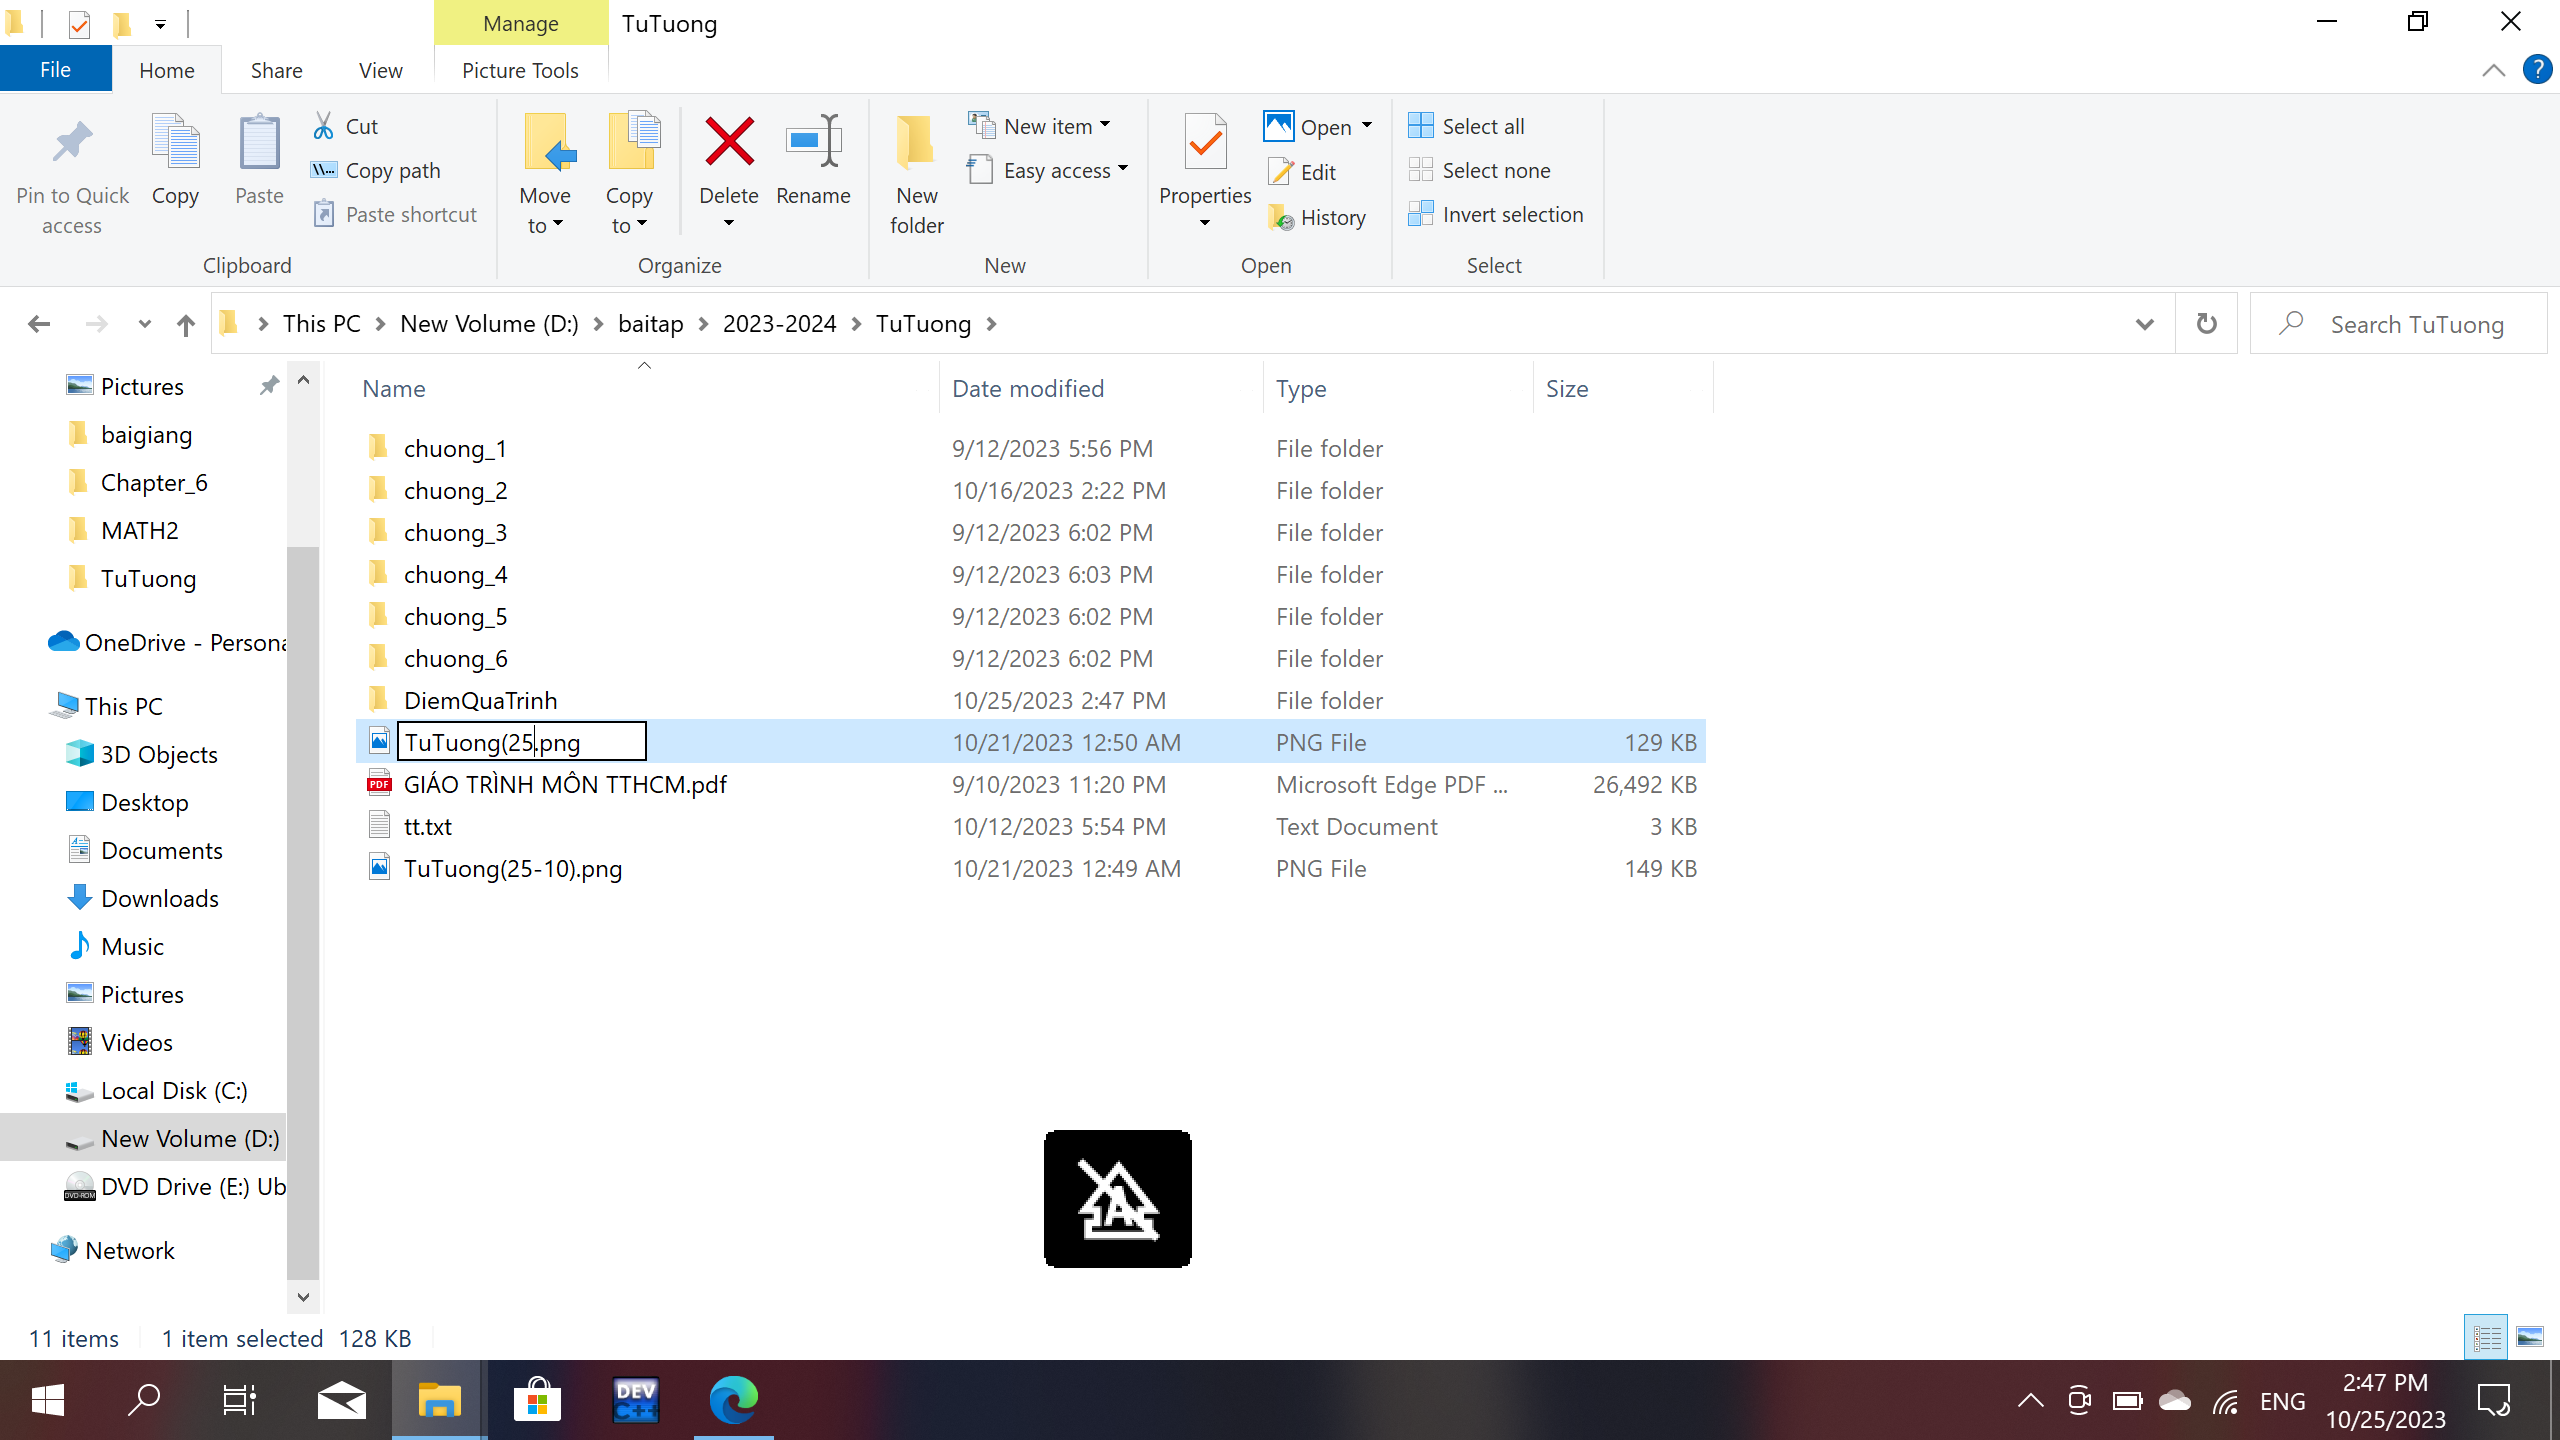 Manage TuTuong
File Home Share View Picture Tools ?
Pin to Quick access Copy Paste Cut Copy path Paste shortcut
Move to Copy to Delete Rename
New folder New item Easy access
Properties Open Edit History
Select all Select none Invert selection
Clipboard Organize New Open Select
This PC New Volume (D:) baitap 2023-2024 TuTuong Search TuTuong
Pictures
baigiang
Chapter_6
MATH2
TuTuong
OneDrive - Persona
This PC
3D Objects
Desktop
Documents
Downloads
Music
Pictures
Videos
Local Disk (C:)
New Volume (D:)
DVD Drive (E:) Ub
Network
Name Date modified Type Size
chuong_1 9/12/2023 5:56 PM File folder
chuong_2 10/16/2023 2:22 PM File folder
chuong_3 9/12/2023 6:02 PM File folder
chuong_4 9/12/2023 6:03 PM File folder
chuong_5 9/12/2023 6:02 PM File folder
chuong_6 9/12/2023 6:02 PM File folder
DiemQuaTrinh 10/25/2023 2:47 PM File folder
TuTuong(25.png 10/21/2023 12:50 AM PNG File 129 KB
GIÁO TRÌNH MÔN TTHCM.pdf 9/10/2023 11:20 PM Microsoft Edge PDF ... 26,492 KB
tt.txt 10/12/2023 5:54 PM Text Document 3 KB
TuTuong(25-10).png 10/21/2023 12:49 AM PNG File 149 KB
A
11 items 1 item selected 128 KB
DEV C++
ENG
2:47 PM
10/25/2023